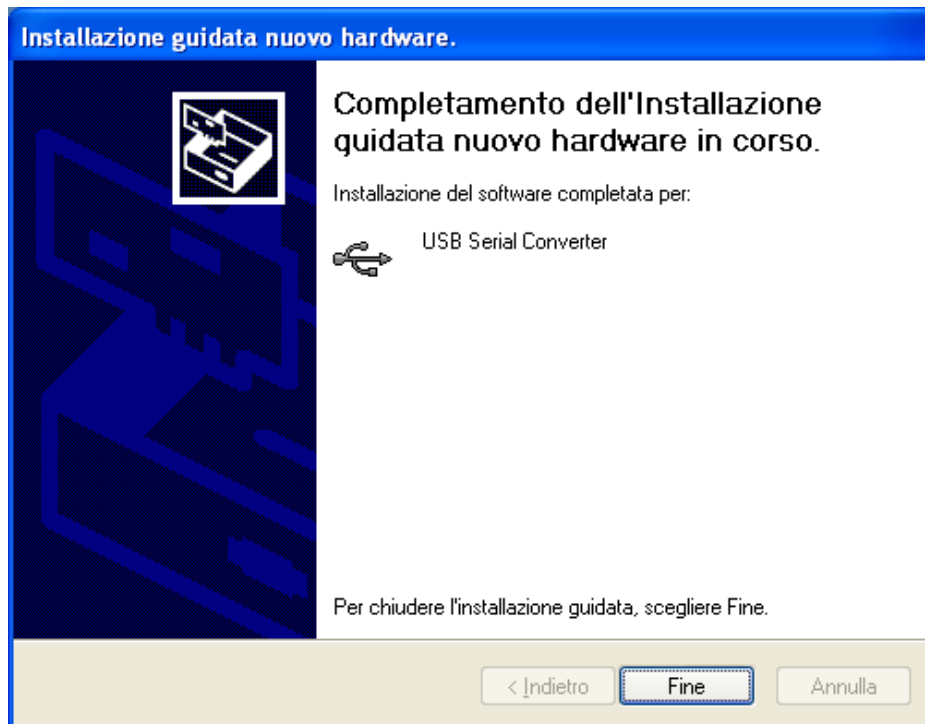 Installazione guidata nuovo hardware.
Completamento dell'Installazione
guidata nuovo hardware in corso.
Installazione del software completata per:
USB Serial Converter
Per chiudere l'installazione guidata, scegliere Fine.
< Indietro
Fine
Annulla